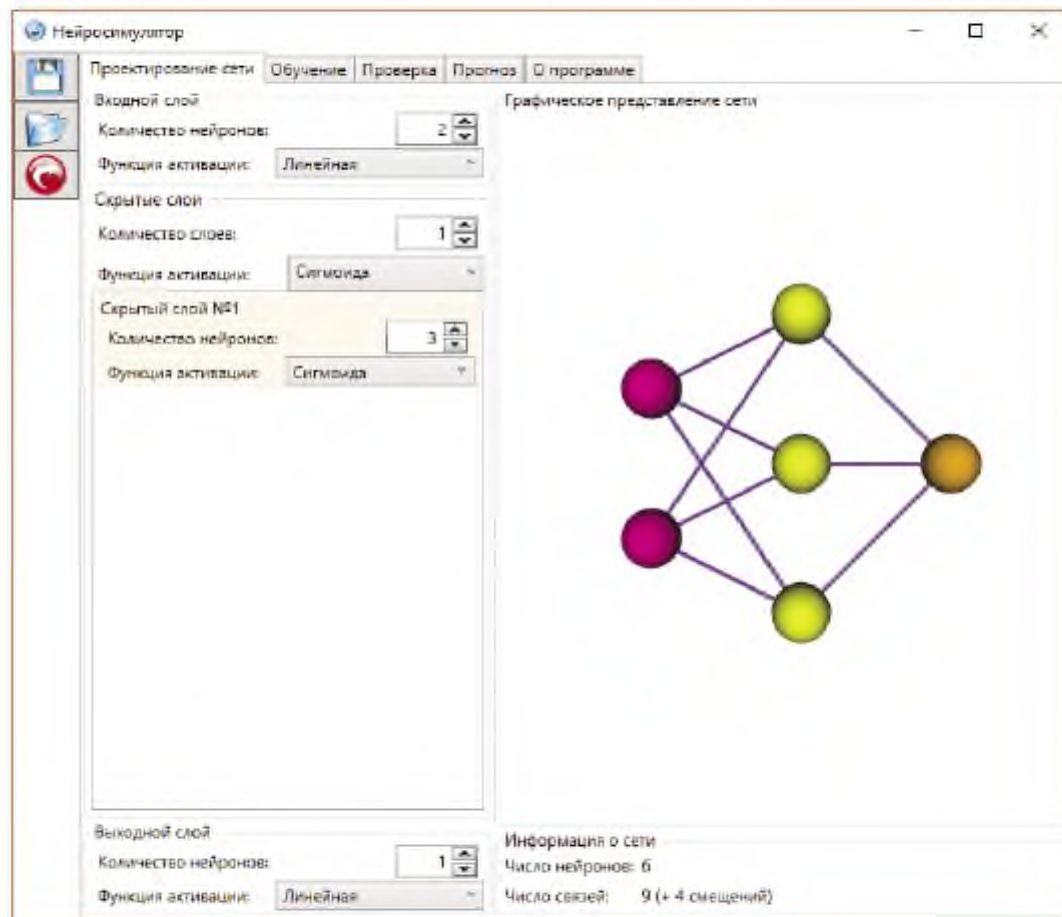 Нейросимулятор
Проектирование сети Обучение Проверка Прогноз О программе
Входной слой
Количество нейронов: 2
Функция активации: Линейная
Скрытые слои
Количество слоев: 1
Функция активации: Сигмоида
Скрытый слой №1
Количество нейронов: 3
Функция активации: Сигмоида
Выходной слой
Количество нейронов: 1
Функция активации: Линейная
Графическое представление сети
Информация о сети
Число нейронов: 6
Число связей: 9 (+ 4 смещений)